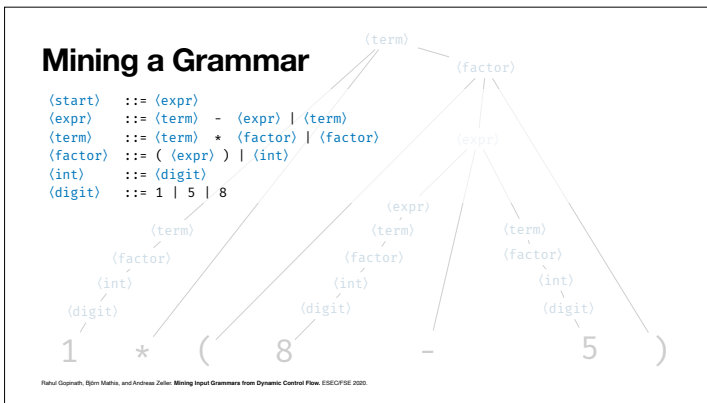 Mining a Grammar
⟨start⟩ ::= ⟨expr⟩
⟨expr⟩ ::= ⟨term⟩ - ⟨expr⟩ | ⟨term⟩
⟨term⟩ ::= ⟨term⟩ * ⟨factor⟩ | ⟨factor⟩
⟨factor⟩ ::= ( ⟨expr⟩ ) | ⟨int⟩
⟨int⟩ ::= ⟨digit⟩
⟨digit⟩ ::= 1 | 5 | 8
⟨term⟩
⟨factor⟩
⟨expr⟩
⟨expr⟩
⟨term⟩ ⟨term⟩ ⟨term⟩
⟨factor⟩ ⟨factor⟩ ⟨factor⟩
⟨int⟩ ⟨int⟩ ⟨int⟩
⟨digit⟩ ⟨digit⟩ ⟨digit⟩
1 * ( 8 - 5 )
Rahul Gopinath, Björn Mathis, and Andreas Zeller. Mining Input Grammars from Dynamic Control Flow. ESEC/FSE 2020.